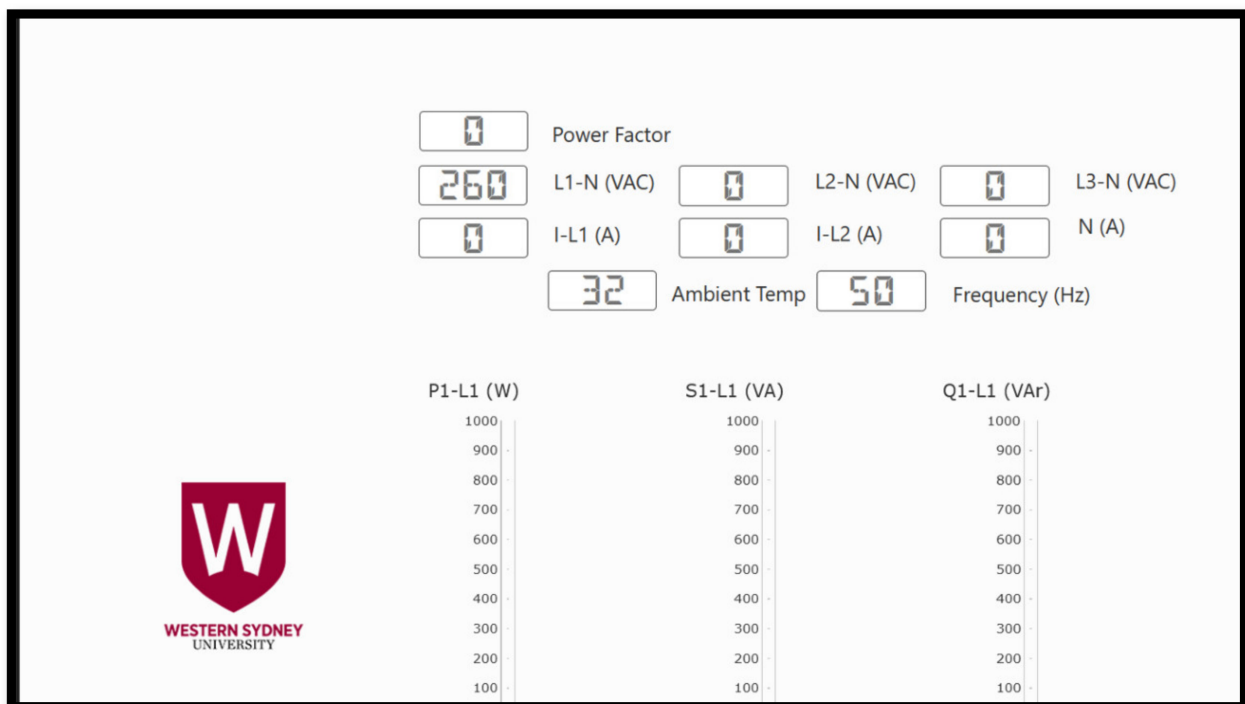 0 Power Factor
260 L1-N (VAC) 0 L2-N (VAC) 0 L3-N (VAC)
0 I-L1 (A) 0 I-L2 (A) 0 N (A)
32 Ambient Temp 50 Frequency (Hz)
P1-L1 (W) S1-L1 (VA) Q1-L1 (VAr)
1000 1000 1000
900 900 900
800 800 800
700 700 700
600 600 600
500 500 500
400 400 400
300 300 300
200 200 200
100 100 100
W
WESTERN SYDNEY
UNIVERSITY